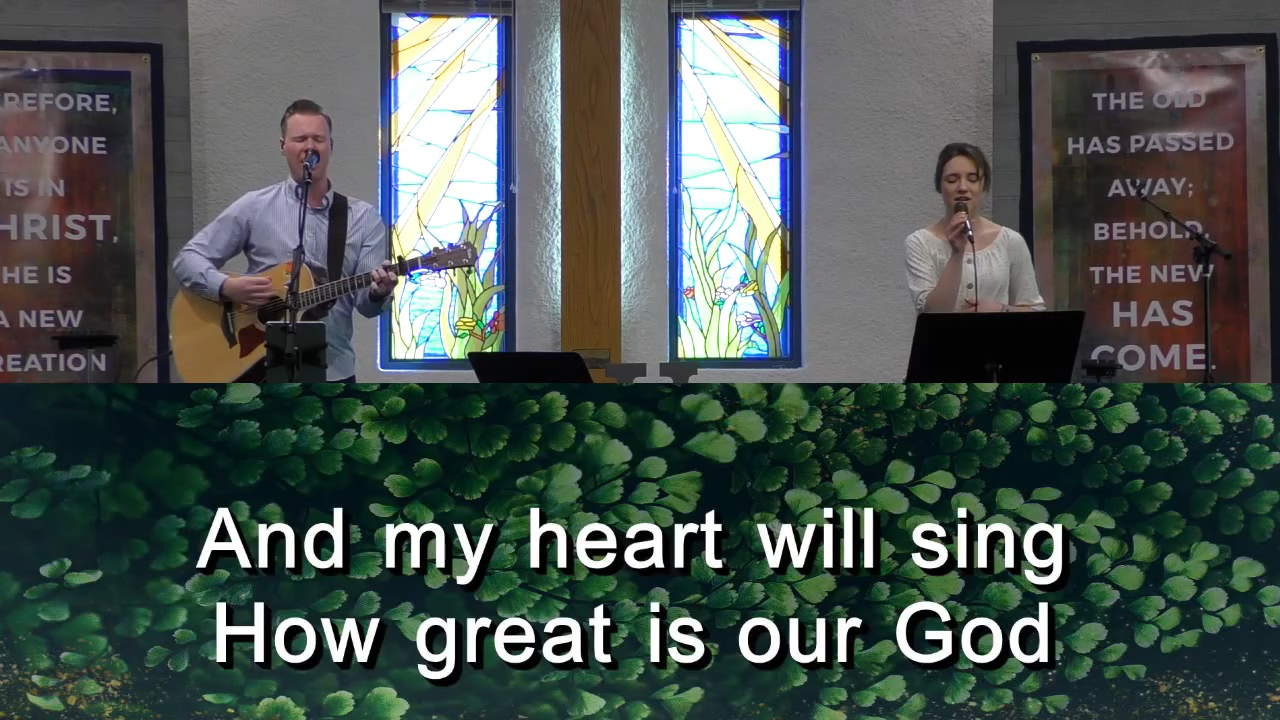 REFORE,
ANYONE
IS IN
HRIST,
HE IS
A NEW
REATION
THE OLD
HAS PASSED
AWAY;
BEHOLD,
THE NEW
HAS
COME.
And my heart will sing
How great is our God